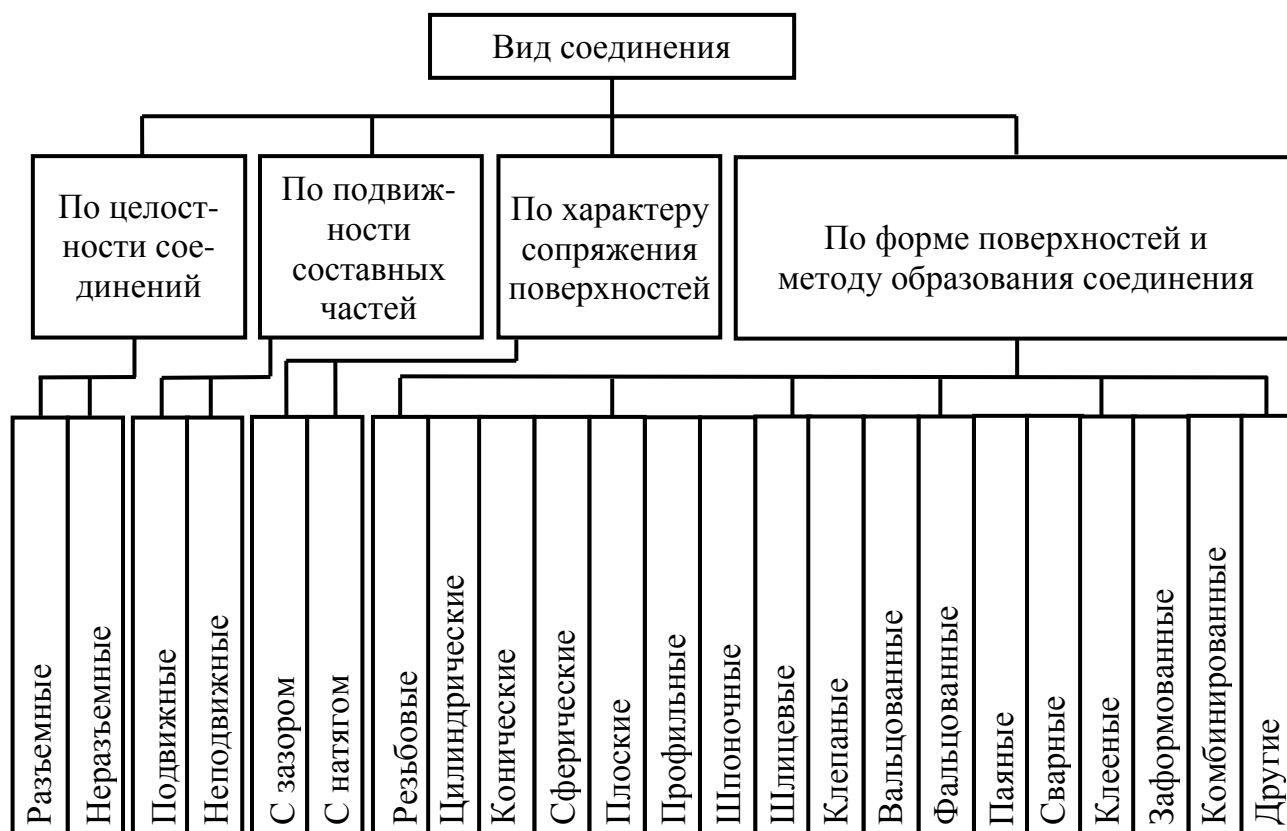 Вид соединения
По целост-
ности сое-
динений
По подвиж-
ности
составных
частей
По характеру
сопряжения
поверхностей
По форме поверхностей и
методу образования соединения
Разъемные
Неразъемные
Подвижные
Неподвижные
С зазором
С натягом
Резьбовые
Цилиндрические
Конические
Сферические
Плоские
Профильные
Шпоночные
Шлицевые
Клепаные
Вальцованные
Фальцованные
Паяные
Сварные
Клееные
Заформованные
Комбинированные
Другие